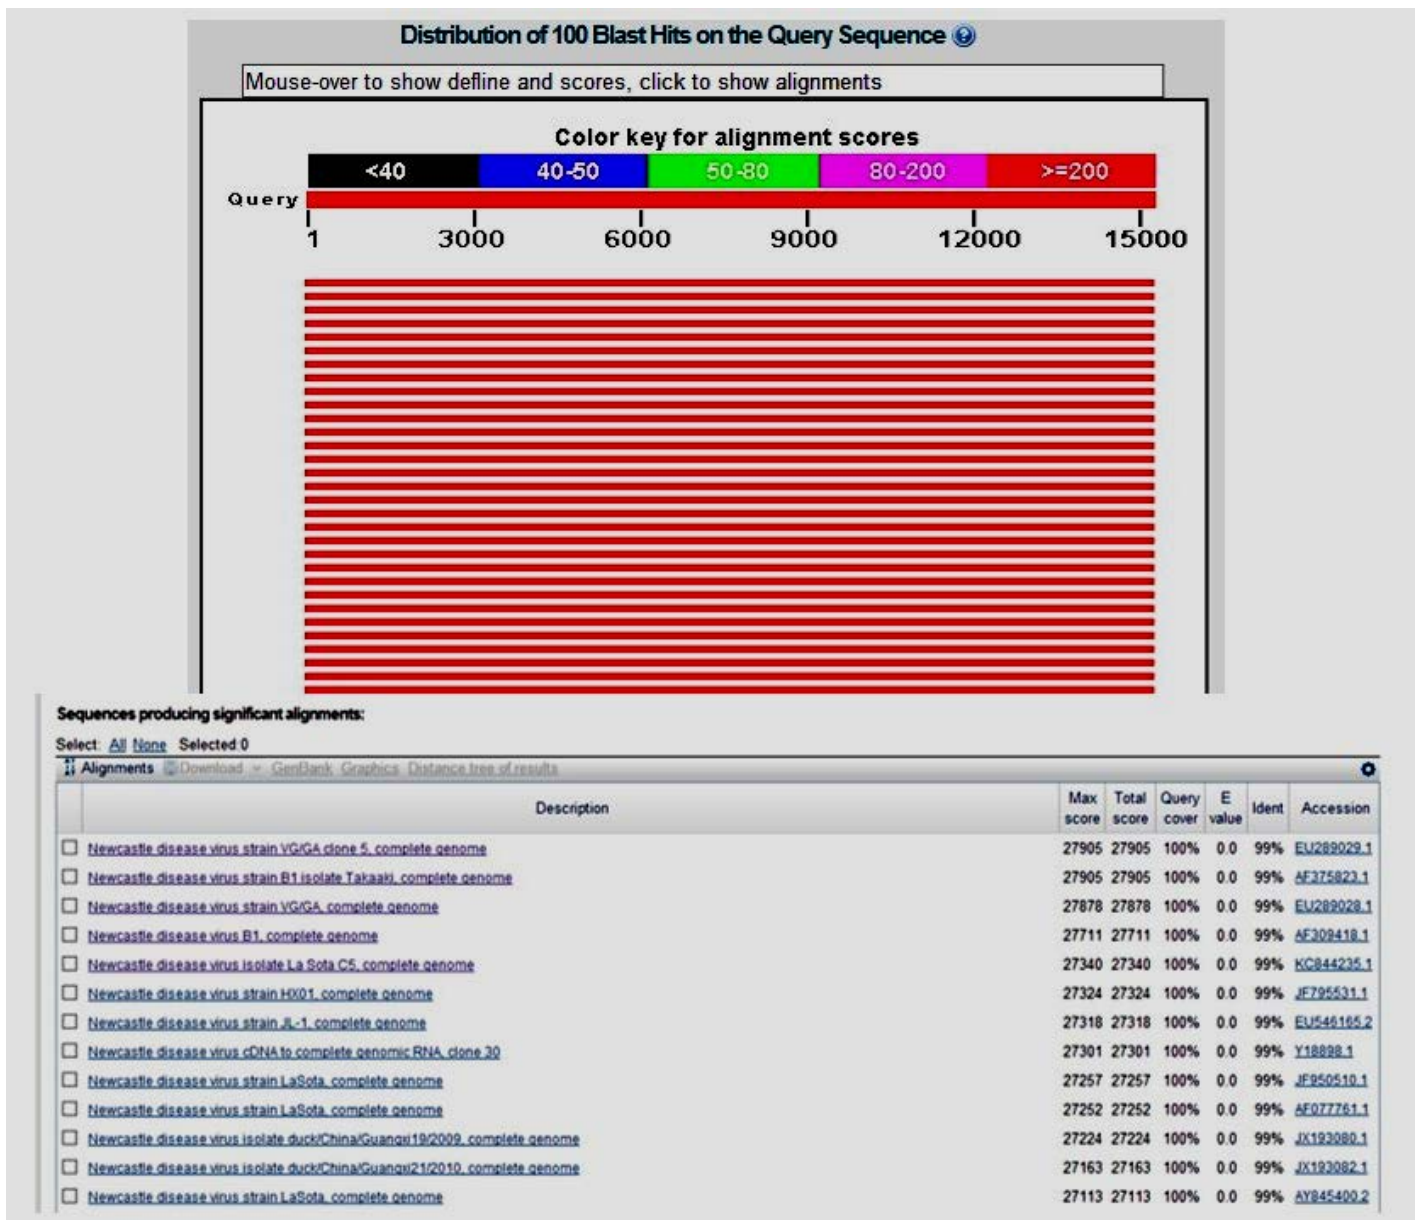 Distribution of 100 Blast Hits on the Query Sequence
Mouse-over to show defline and scores, click to show alignments
Color key for alignment scores
<40 40-50 50-80 80-200 >=200
Query
1 3000 6000 9000 12000 15000
Sequences producing significant alignments:
Select: All None Selected:0
Alignments Download GenBank Graphics Distance tree of results
Description Max score Total score Query cover E value Ident Accession
Newcastle disease virus strain VG/GA clone 5, complete genome 27905 27905 100% 0.0 99% EU289029.1
Newcastle disease virus strain B1 isolate Takaaki, complete genome 27905 27905 100% 0.0 99% AF375823.1
Newcastle disease virus strain VG/GA, complete genome 27878 27878 100% 0.0 99% EU289028.1
Newcastle disease virus B1, complete genome 27711 27711 100% 0.0 99% AF309418.1
Newcastle disease virus isolate La Sota C5, complete genome 27340 27340 100% 0.0 99% KC844235.1
Newcastle disease virus strain HX01, complete genome 27324 27324 100% 0.0 99% JF795531.1
Newcastle disease virus strain JL-1, complete genome 27318 27318 100% 0.0 99% EU546165.2
Newcastle disease virus cDNA to complete genomic RNA, clone 30 27301 27301 100% 0.0 99% Y18898.1
Newcastle disease virus strain LaSota, complete genome 27257 27257 100% 0.0 99% JF950510.1
Newcastle disease virus strain LaSota, complete genome 27252 27252 100% 0.0 99% AF077761.1
Newcastle disease virus isolate duck/China/Guangxi19/2009, complete genome 27224 27224 100% 0.0 99% JX193080.1
Newcastle disease virus isolate duck/China/Guangxi21/2010, complete genome 27163 27163 100% 0.0 99% JX193082.1
Newcastle disease virus strain LaSota, complete genome 27113 27113 100% 0.0 99% AY845400.2